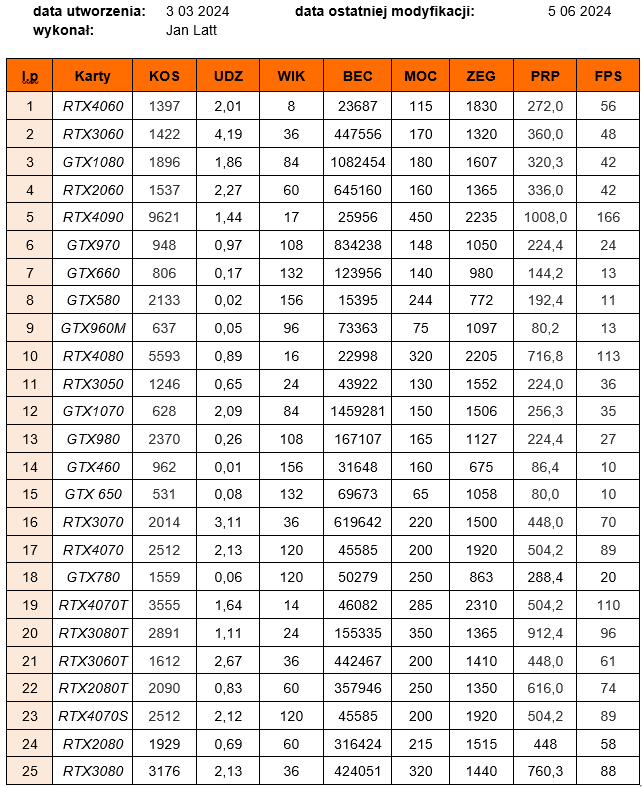 data utworzenia: 3 03 2024 data ostatniej modyfikacji: 5 06 2024
wykonał: Jan Latt
l.p Karty KOS UDZ WIK BEC MOC ZEG PRP FPS
1 RTX4060 1397 2,01 8 23687 115 1830 272,0 56
2 RTX3060 1422 4,19 36 447556 170 1320 360,0 48
3 GTX1080 1896 1,86 84 1082454 180 1607 320,3 42
4 RTX2060 1537 2,27 60 645160 160 1365 336,0 42
5 RTX4090 9621 1,44 17 25956 450 2235 1008,0 166
6 GTX970 948 0,97 108 834238 148 1050 224,4 24
7 GTX660 806 0,17 132 123956 140 980 144,2 13
8 GTX580 2133 0,02 156 15395 244 772 192,4 11
9 GTX960M 637 0,05 96 73363 75 1097 80,2 13
10 RTX4080 5593 0,89 16 22998 320 2205 716,8 113
11 RTX3050 1246 0,65 24 43922 130 1552 224,0 36
12 GTX1070 628 2,09 84 1459281 150 1506 256,3 35
13 GTX980 2370 0,26 108 167107 165 1127 224,4 27
14 GTX460 962 0,01 156 31648 160 675 86,4 10
15 GTX 650 531 0,08 132 69673 65 1058 80,0 10
16 RTX3070 2014 3,11 36 619642 220 1500 448,0 70
17 RTX4070 2512 2,13 120 45585 200 1920 504,2 89
18 GTX780 1559 0,06 120 50279 250 863 288,4 20
19 RTX4070T 3555 1,64 14 46082 285 2310 504,2 110
20 RTX3080T 2891 1,11 24 155335 350 1365 912,4 96
21 RTX3060T 1612 2,67 36 442467 200 1410 448,0 61
22 RTX2080T 2090 0,83 60 357946 250 1350 616,0 74
23 RTX4070S 2512 2,12 120 45585 200 1920 504,2 89
24 RTX2080 1929 0,69 60 316424 215 1515 448 58
25 RTX3080 3176 2,13 36 424051 320 1440 760,3 88